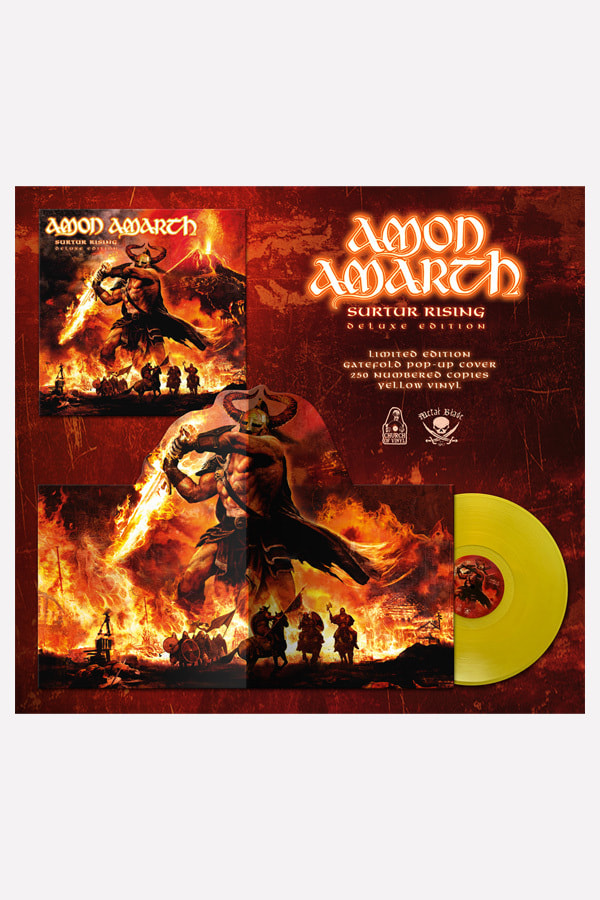 AMON AMARTH
SURTUR RISING
DELUXE EDITION
AMON
AMARTH
SURTUR RISING
DELUXE EDITION
LIMITED EDITION
GATEFOLD POP-UP COVER
250 NUMBERED COPIES
YELLOW VINYL
CHURCH
OF VINYL
Metal Blade